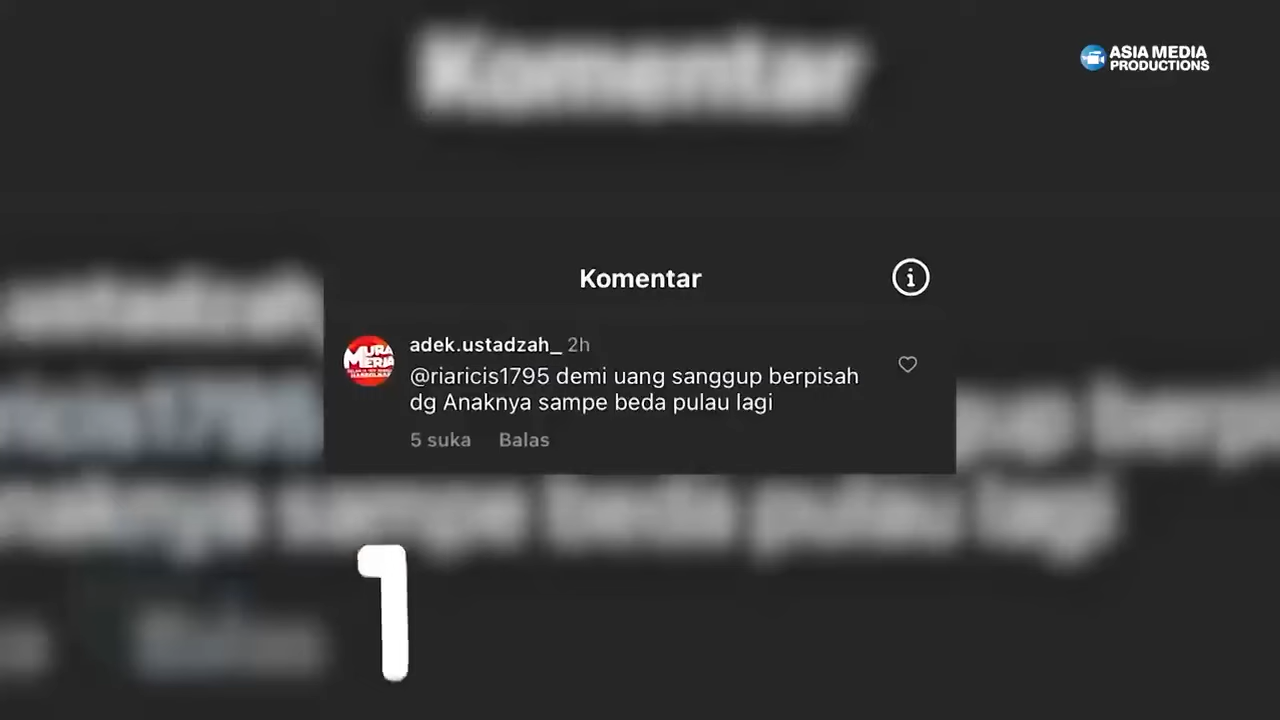 Komentar
ASIA MEDIA
PRODUCTIONS
Komentar
adek.ustadzah_ 2h
@riaricis1795 demi uang sanggup berpisah
dg Anaknya sampe beda pulau lagi
5 suka Balas
1